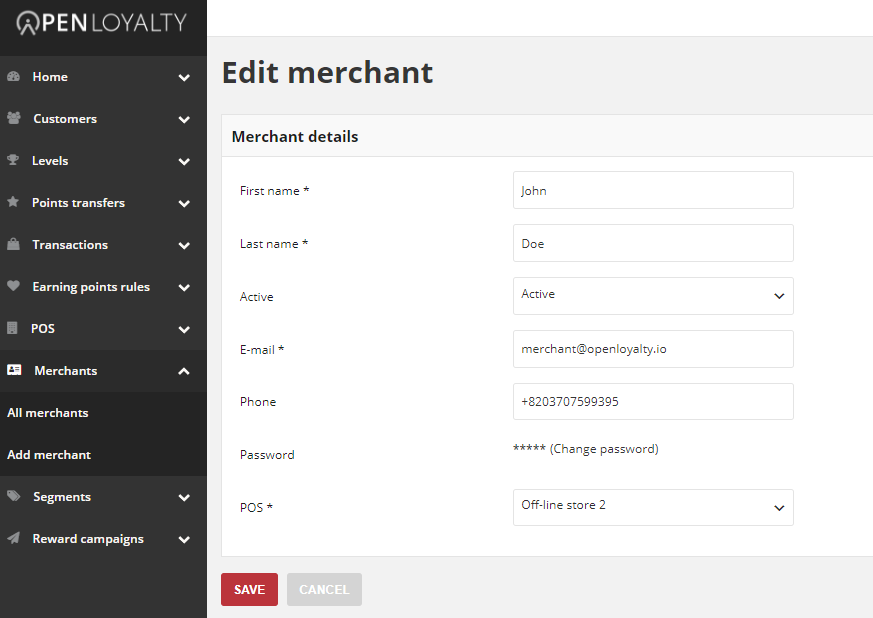 OPENLOYALTY
Home
Customers
Levels
Points transfers
Transactions
Earning points rules
POS
Merchants
All merchants
Add merchant
Segments
Reward campaigns
Edit merchant
Merchant details
First name * John
Last name * Doe
Active Active
E-mail * merchant@openloyalty.io
Phone +8203707599395
Password ***** (Change password)
POS * Off-line store 2
SAVE CANCEL